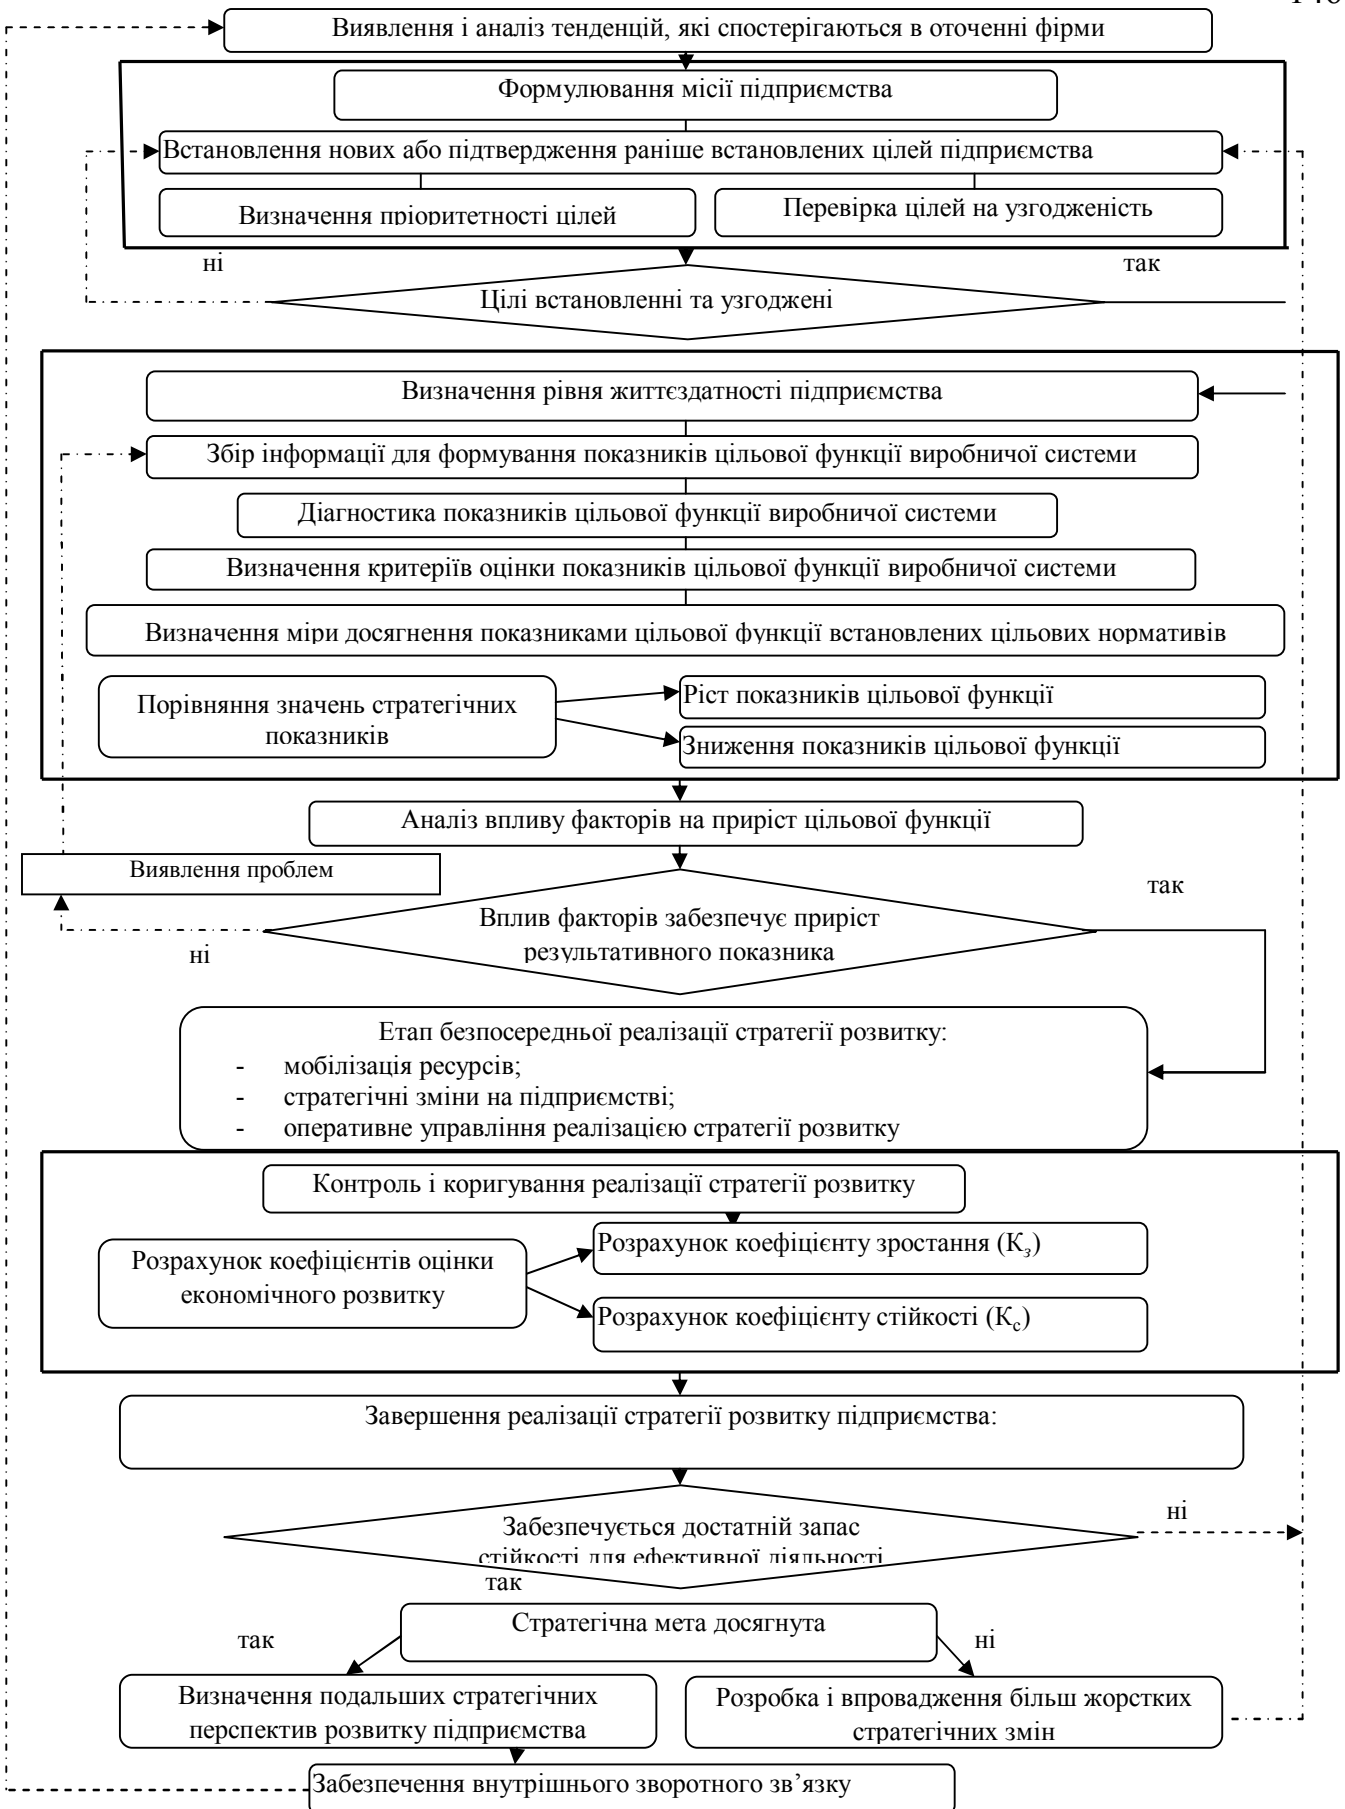 Виявлення і аналіз тенденцій, які спостерігаються в оточенні фірми
Формулювання місії підприємства
Встановлення нових або підтвердження раніше встановлених цілей підприємства
Визначення пріоритетності цілей
Перевірка цілей на узгодженість
ні
так
Цілі встановленні та узгоджені
Визначення рівня життєздатності підприємства
Збір інформації для формування показників цільової функції виробничої системи
Діагностика показників цільової функції виробничої системи
Визначення критеріїв оцінки показників цільової функції виробничої системи
Визначення міри досягнення показниками цільової функції встановлених цільових нормативів
Порівняння значень стратегічних
показників
Ріст показників цільової функції
Зниження показників цільової функції
Аналіз впливу факторів на приріст цільової функції
Виявлення проблем
так
Вплив факторів забезпечує приріст
результативного показника
ні
Етап безпосередньої реалізації стратегії розвитку:
- мобілізація ресурсів;
- стратегічні зміни на підприємстві;
- оперативне управління реалізацією стратегії розвитку
Контроль і коригування реалізації стратегії розвитку
Розрахунок коефіцієнтів оцінки
економічного розвитку
Розрахунок коефіцієнту зростання (Кз)
Розрахунок коефіцієнту стійкості (Кс)
Завершення реалізації стратегії розвитку підприємства:
ні
Забезпечується достатній запас
стійкості для ефективної діяльності
так
Стратегічна мета досягнута
так
ні
Визначення подальших стратегічних
перспектив розвитку підприємства
Розробка і впровадження більш жорстких
стратегічних змін
Забезпечення внутрішнього зворотного зв’язку